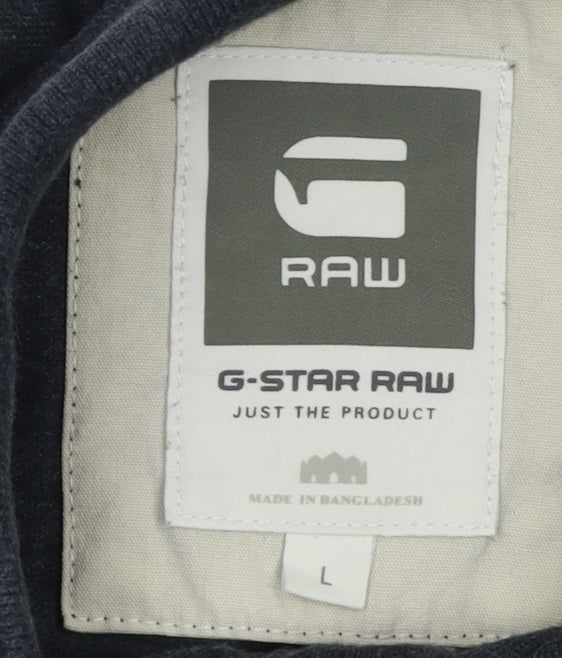 RAW
G-STAR RAW
JUST THE PRODUCT
MADE IN BANGLADESH
L